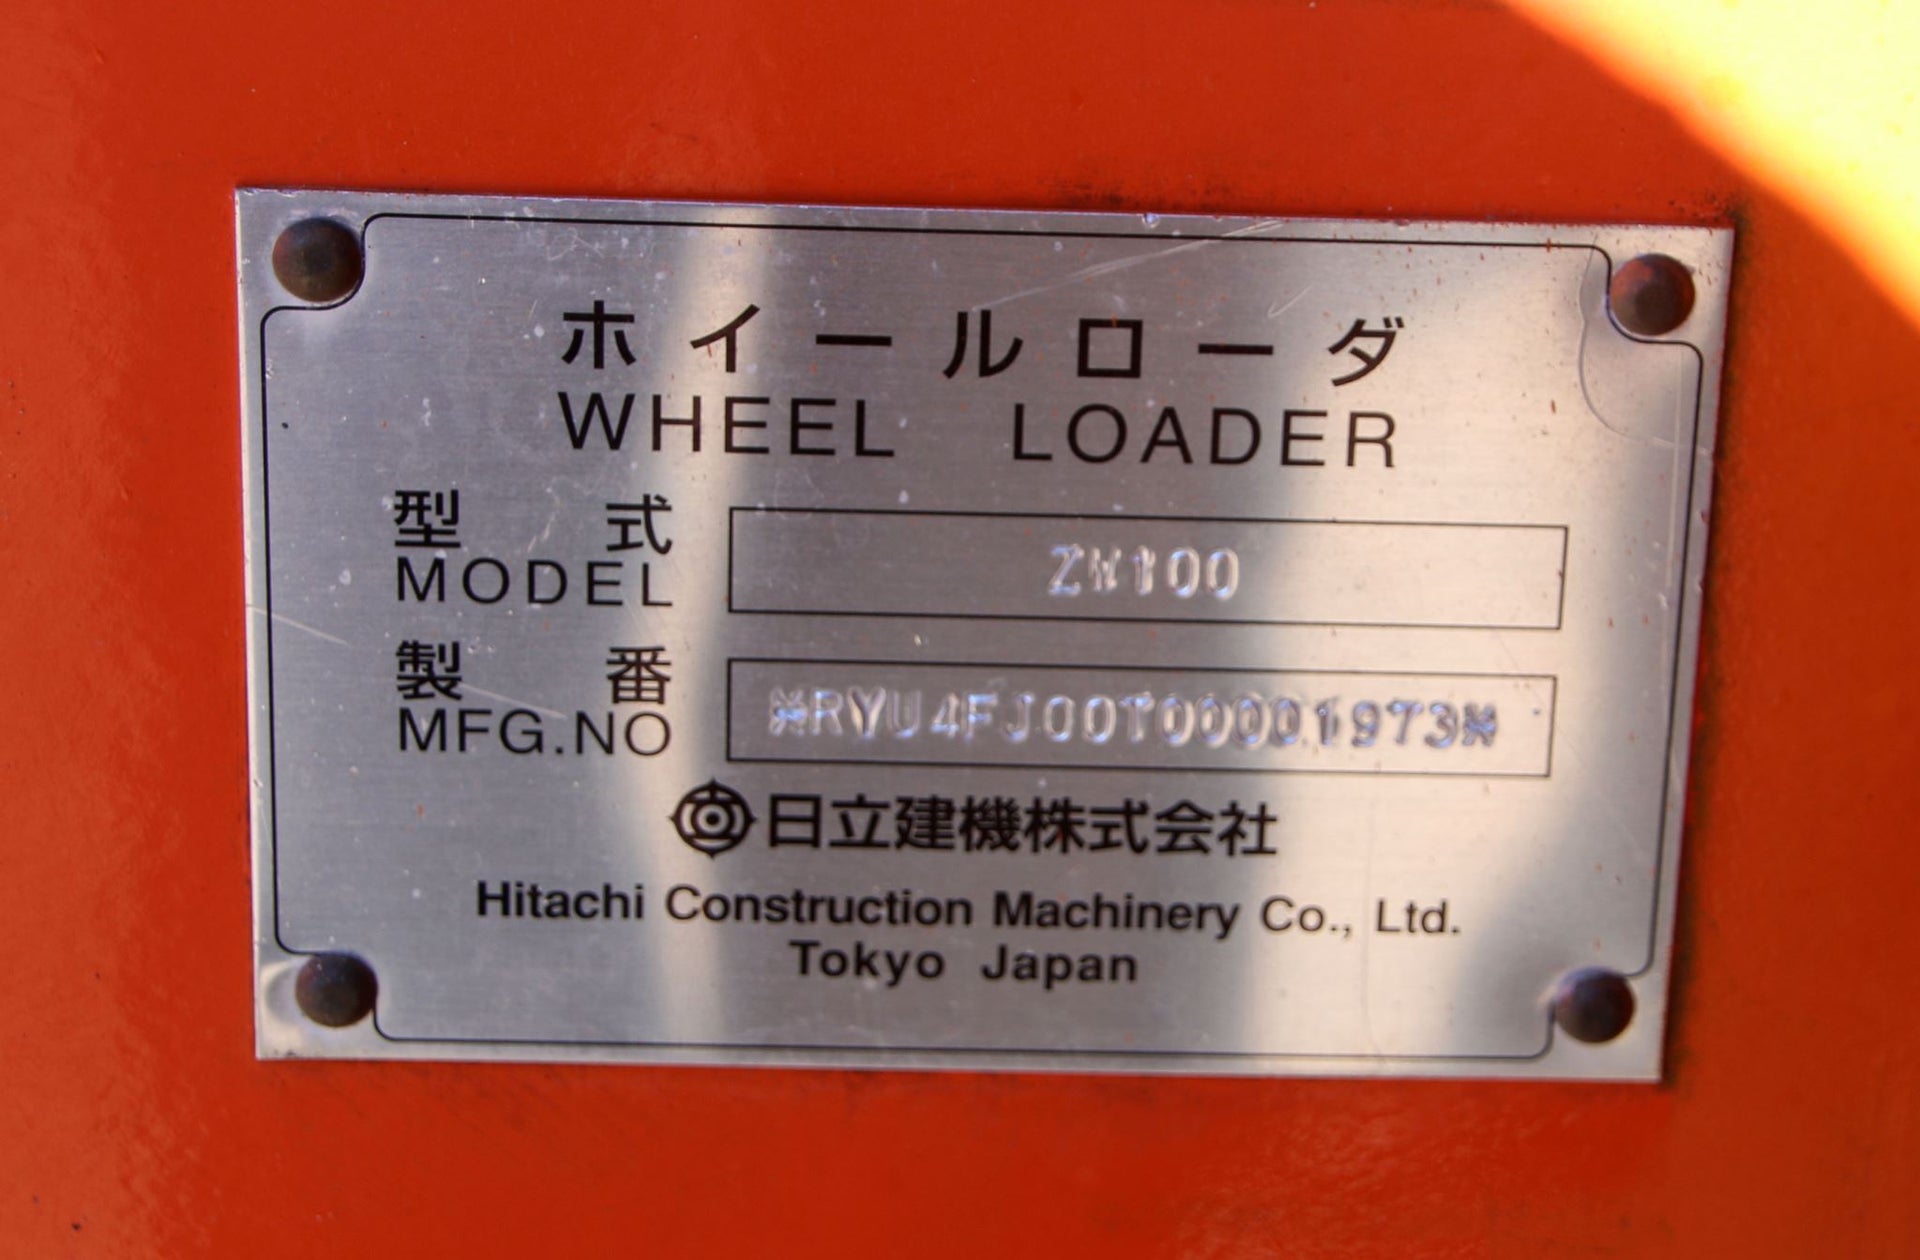 ホイールローダ
WHEEL LOADER
型式
MODEL ZW100
製番
MFG.NO *RYU4FJ00T00001973*
日立建機株式会社
Hitachi Construction Machinery Co., Ltd.
Tokyo Japan